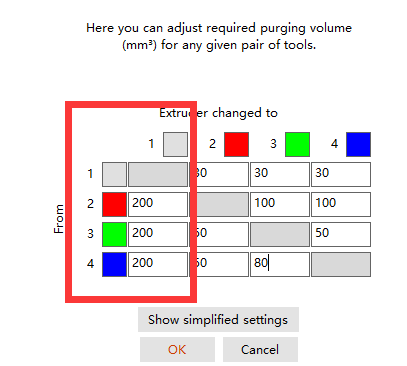 Here you can adjust required purging volume
(mm³) for any given pair of tools.
Extruder changed to
1 2 3 4
From
1 30 30 30
2 200 100 100
3 200 60 50
4 200 60 80
Show simplified settings
OK Cancel